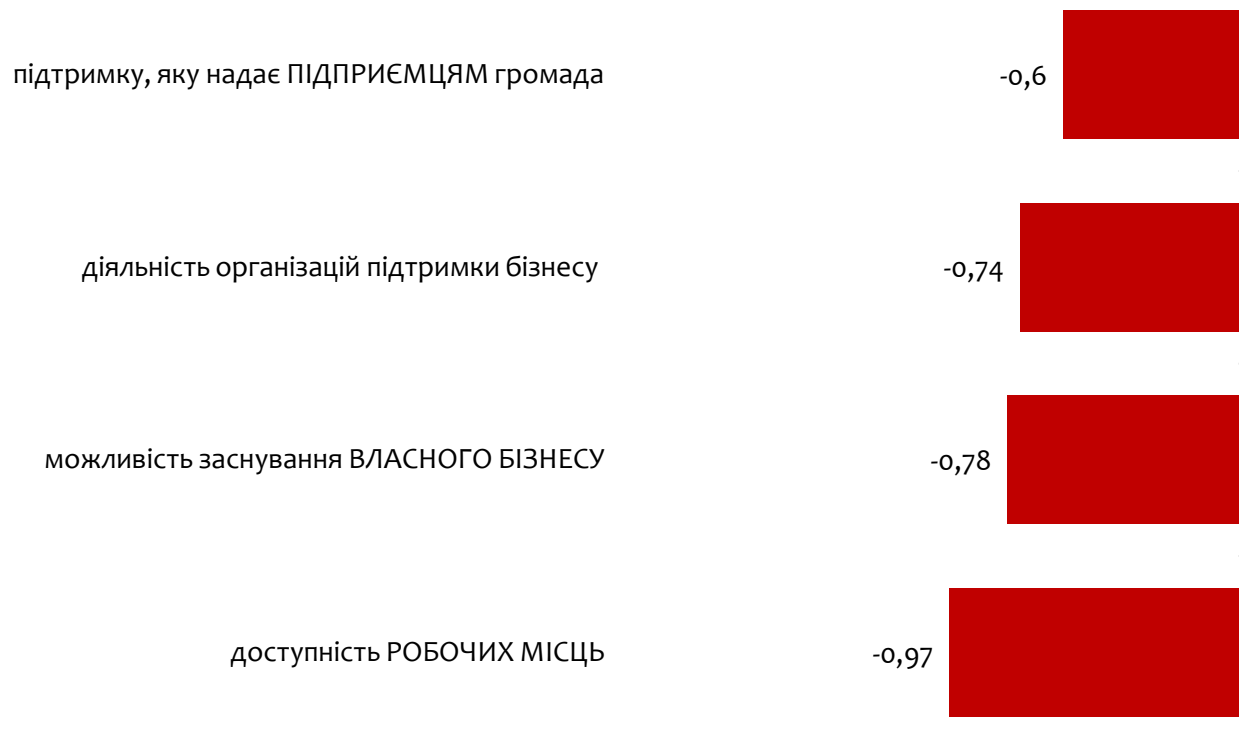 підтримку, яку надає ПІДПРИЄМЦЯМ громада -0,6
діяльність організацій підтримки бізнесу -0,74
можливість заснування ВЛАСНОГО БІЗНЕСУ -0,78
доступність РОБОЧИХ МІСЦЬ -0,97